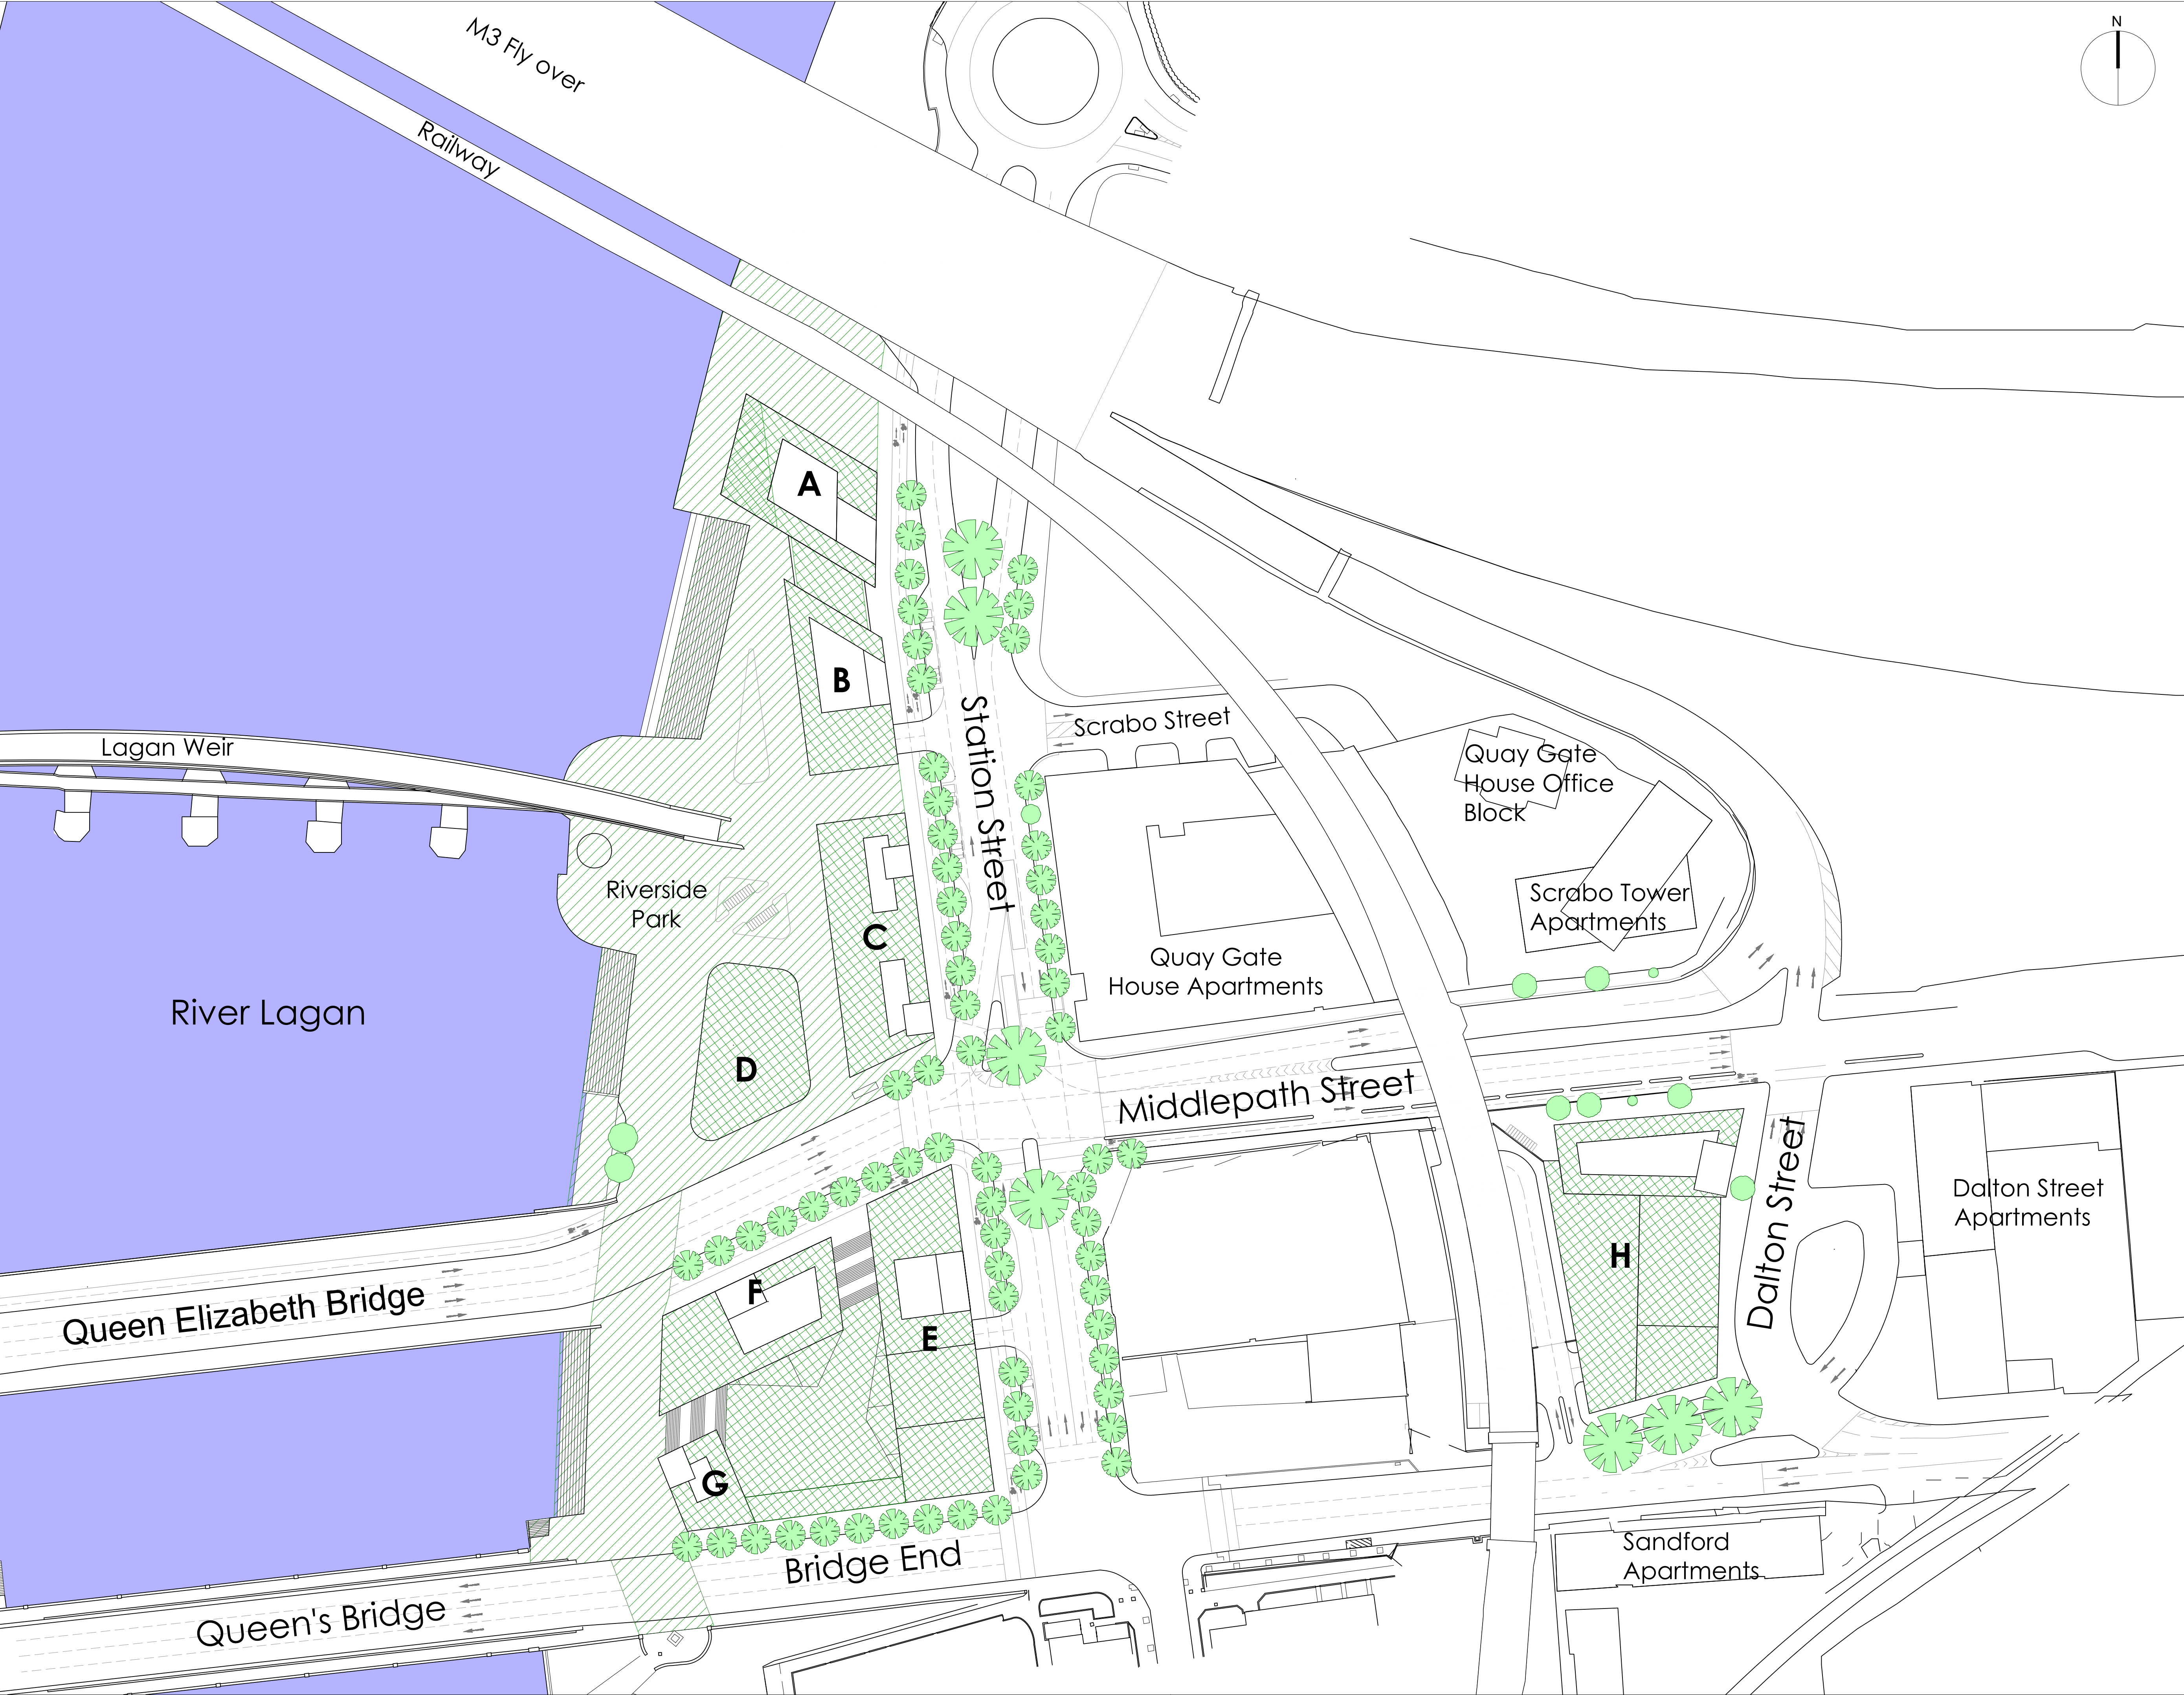 M3 Fly over
N
Railway
A
B
Station Street
Scrabo Street
Lagan Weir
Quay Gate
House Office
Block
Riverside
Park
Scrabo Tower
Apartments
C
Quay Gate
House Apartments
River Lagan
D
Middlepath Street
Dalton Street
Dalton Street
Apartments
H
F
E
Queen Elizabeth Bridge
G
Bridge End
Sandford
Apartments
Queen's Bridge